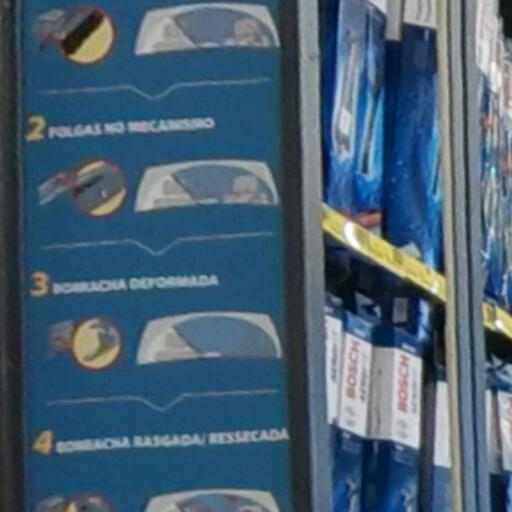 2 FOLGAS NO MECANISMO
3 BORRACHA DEFORMADA
4 BORRACHA RASGADA/ RESSECADA
BOSCH
BOSCH